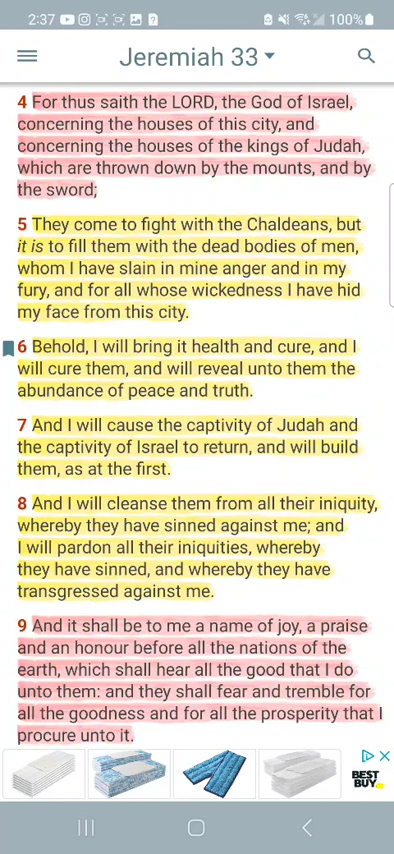 2:37 100%
Jeremiah 33
4 For thus saith the LORD, the God of Israel,
concerning the houses of this city, and
concerning the houses of the kings of Judah,
which are thrown down by the mounts, and by
the sword;
5 They come to fight with the Chaldeans, but
it is to fill them with the dead bodies of men,
whom I have slain in mine anger and in my
fury, and for all whose wickedness I have hid
my face from this city.
6 Behold, I will bring it health and cure, and I
will cure them, and will reveal unto them the
abundance of peace and truth.
7 And I will cause the captivity of Judah and
the captivity of Israel to return, and will build
them, as at the first.
8 And I will cleanse them from all their iniquity,
whereby they have sinned against me; and
I will pardon all their iniquities, whereby
they have sinned, and whereby they have
transgressed against me.
9 And it shall be to me a name of joy, a praise
and an honour before all the nations of the
earth, which shall hear all the good that I do
unto them: and they shall fear and tremble for
all the goodness and for all the prosperity that I
procure unto it.
BEST
BUY